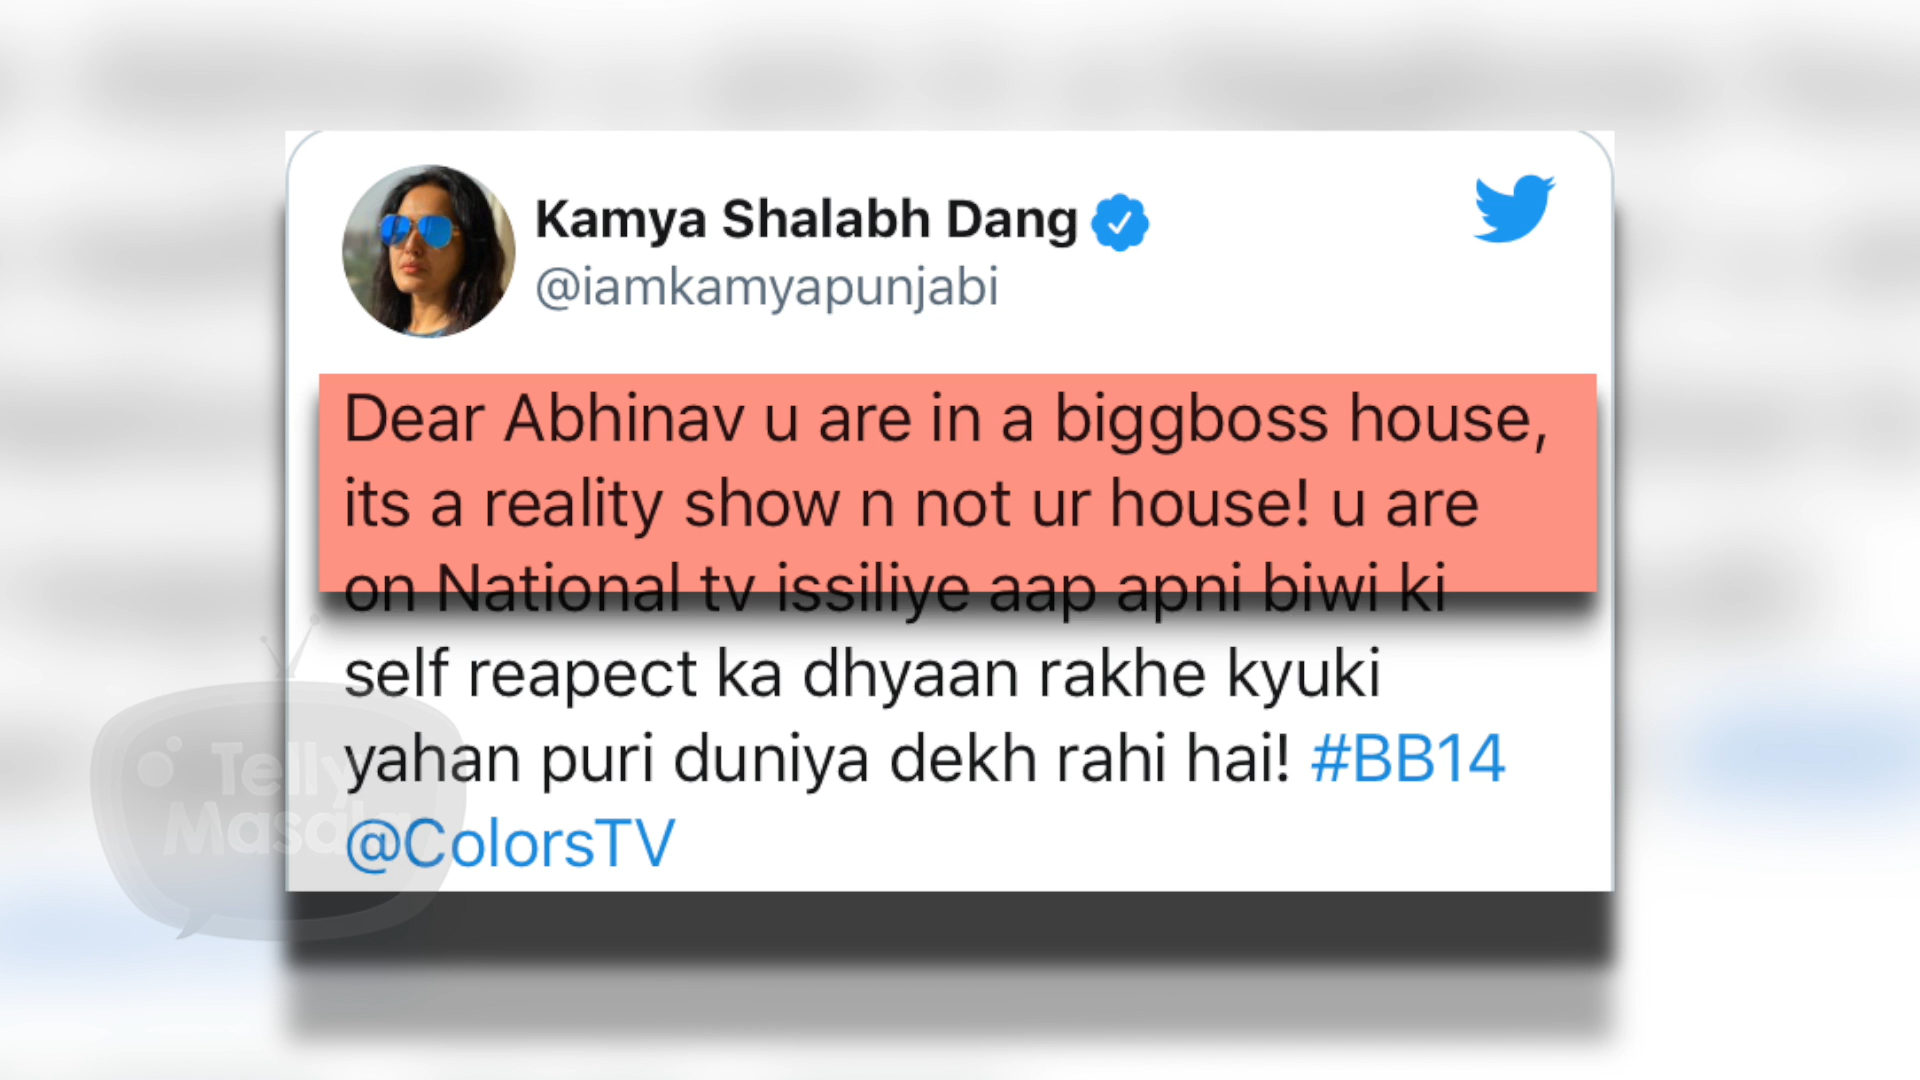 Kamya Shalabh Dang
@iamkamyapunjabi
Dear Abhinav u are in a biggboss house,
its a reality show n not ur house! u are
on National tv issiliye aap apni biwi ki
self reapect ka dhyaan rakhe kyuki
yahan puri duniya dekh rahi hai! #BB14
@ColorsTV
Telly
Masala